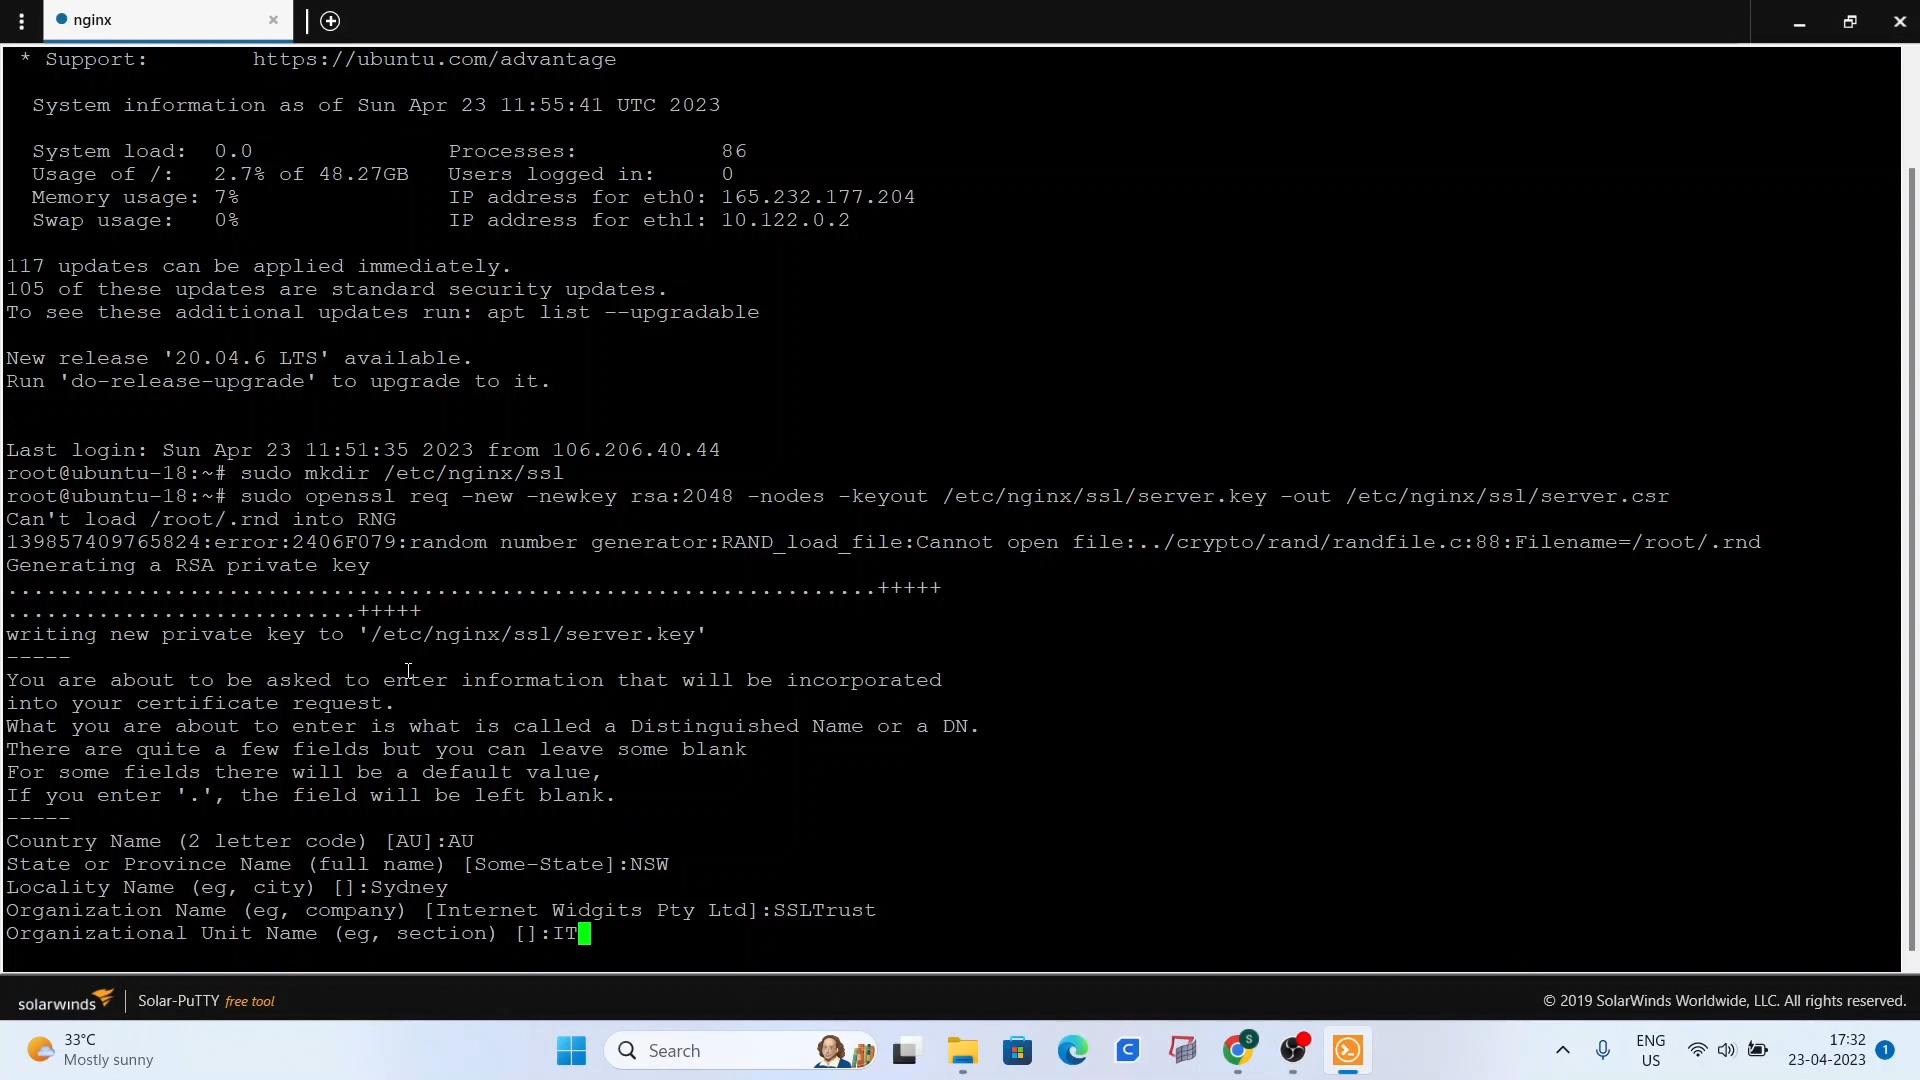 nginx
* Support:        https://ubuntu.com/advantage
System information as of Sun Apr 23 11:55:41 UTC 2023
System load:  0.0                Processes:           86
Usage of /:   2.7% of 48.27GB   Users logged in:     0
Memory usage: 7%                 IP address for eth0: 165.232.177.204
Swap usage:   0%                 IP address for eth1: 10.122.0.2
117 updates can be applied immediately.
105 of these updates are standard security updates.
To see these additional updates run: apt list --upgradable
New release '20.04.6 LTS' available.
Run 'do-release-upgrade' to upgrade to it.
Last login: Sun Apr 23 11:51:35 2023 from 106.206.40.44
root@ubuntu-18:~# sudo mkdir /etc/nginx/ssl
root@ubuntu-18:~# sudo openssl req -new -newkey rsa:2048 -nodes -keyout /etc/nginx/ssl/server.key -out /etc/nginx/ssl/server.csr
Can't load /root/.rnd into RNG
139857409765824:error:2406F079:random number generator:RAND_load_file:Cannot open file:../crypto/rand/randfile.c:88:Filename=/root/.rnd
Generating a RSA private key
...................................................................+++++
...........................+++++
writing new private key to '/etc/nginx/ssl/server.key'
-----
You are about to be asked to enter information that will be incorporated
into your certificate request.
What you are about to enter is what is called a Distinguished Name or a DN.
There are quite a few fields but you can leave some blank
For some fields there will be a default value,
If you enter '.', the field will be left blank.
-----
Country Name (2 letter code) [AU]:AU
State or Province Name (full name) [Some-State]:NSW
Locality Name (eg, city) []:Sydney
Organization Name (eg, company) [Internet Widgits Pty Ltd]:SSLTrust
Organizational Unit Name (eg, section) []:IT
solarwinds Solar-PuTTY free tool © 2019 SolarWinds Worldwide, LLC. All rights reserved.
33°C
Mostly sunny
Search
ENG
US
17:32
23-04-2023
1